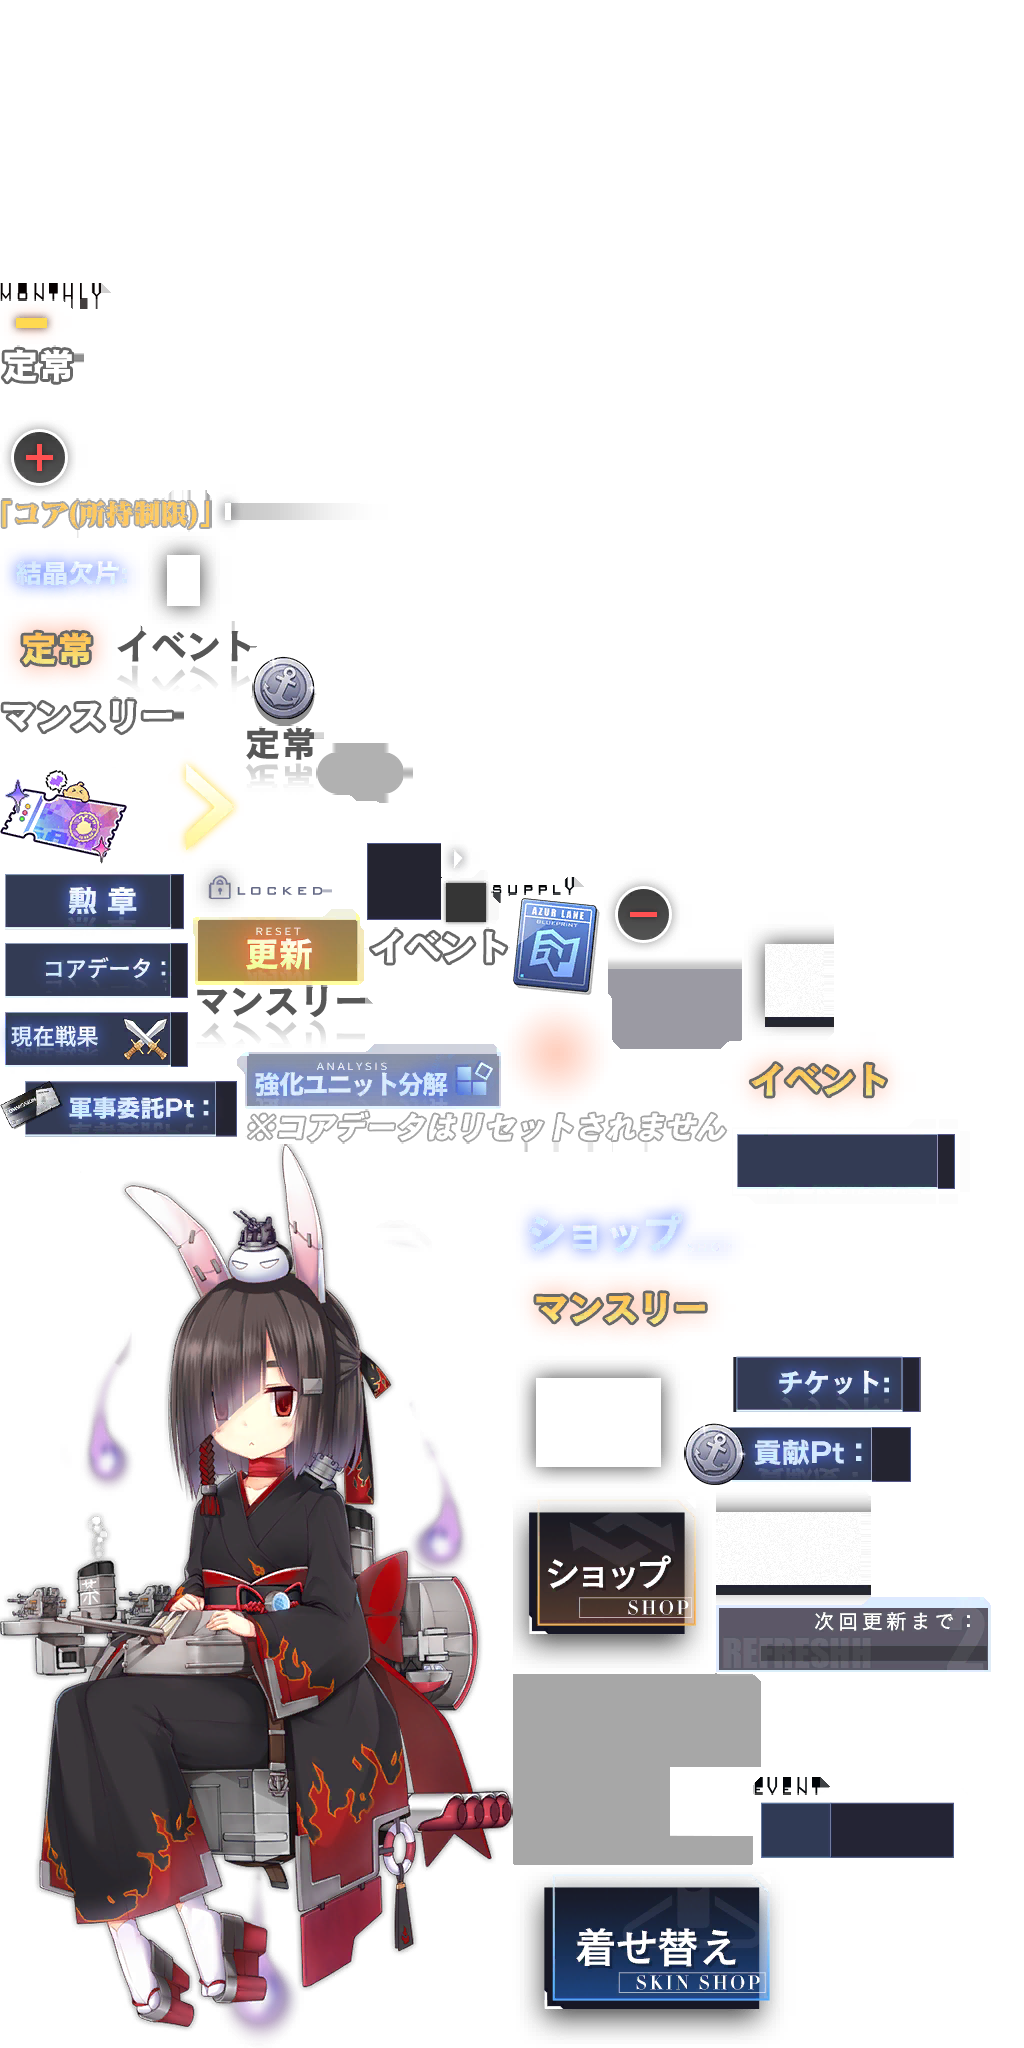 MONTHLY
定常
「コア(所持制限)」
結晶欠片:
定常
イベント
マンスリー
定常
勲章
LOCKED
SUPPLY
AZUR LANE
BLUEPRINT
RESET
更新
イベント
コアデータ：
マンスリー
現在戦果
ANALYSIS
強化ユニット分解
イベント
軍事委託Pt：
※コアデータはリセットされません
ショップ
マンスリー
チケット:
貢献Pt：
ショップ
SHOP
茶
次回更新まで：
REFRESHH
2
EVENT
着せ替え
SKIN SHOP